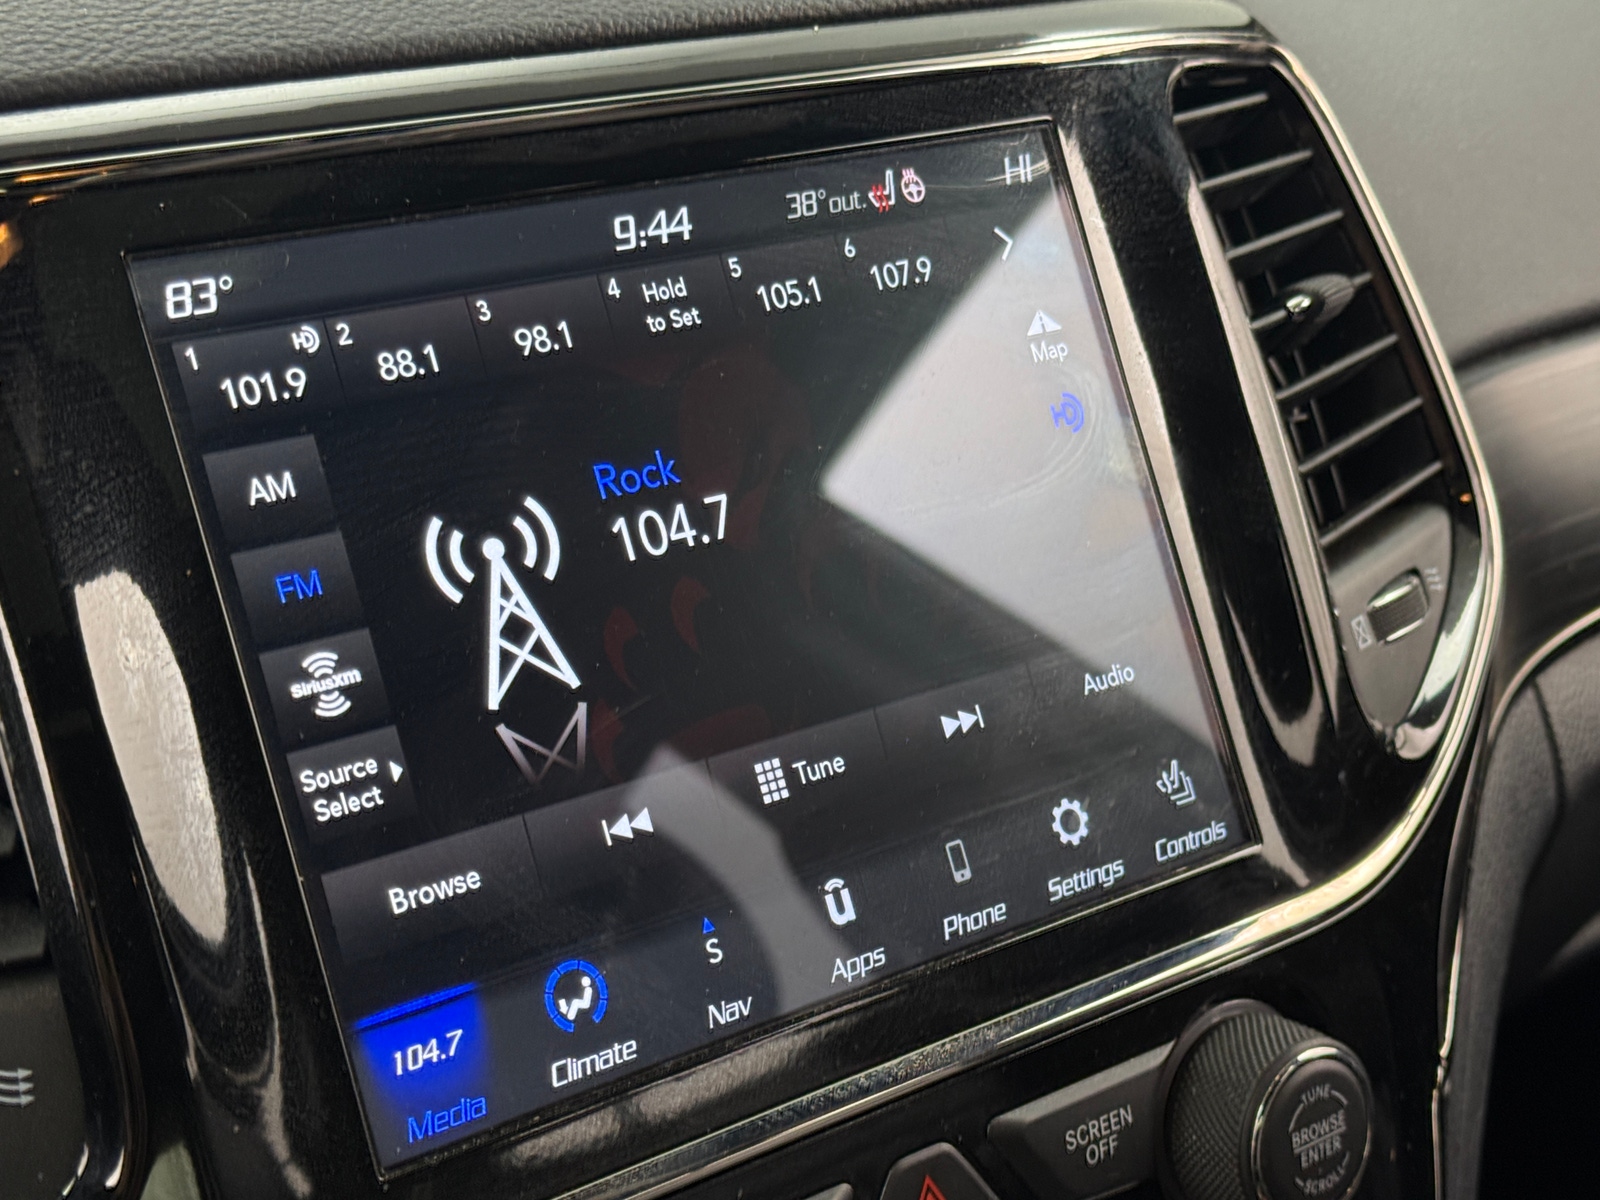 83°
9:44
38° out.
HI
1
101.9
HD
2
88.1
3
98.1
4
Hold
to Set
5
105.1
6
107.9
Map
HD
AM
FM
SiriusXM
Source
Select
Rock
104.7
Browse
Tune
Audio
104.7
Media
Climate
S
Nav
Apps
Phone
Settings
Controls
SCREEN
OFF
TUNE
BROWSE
ENTER
SCROLL